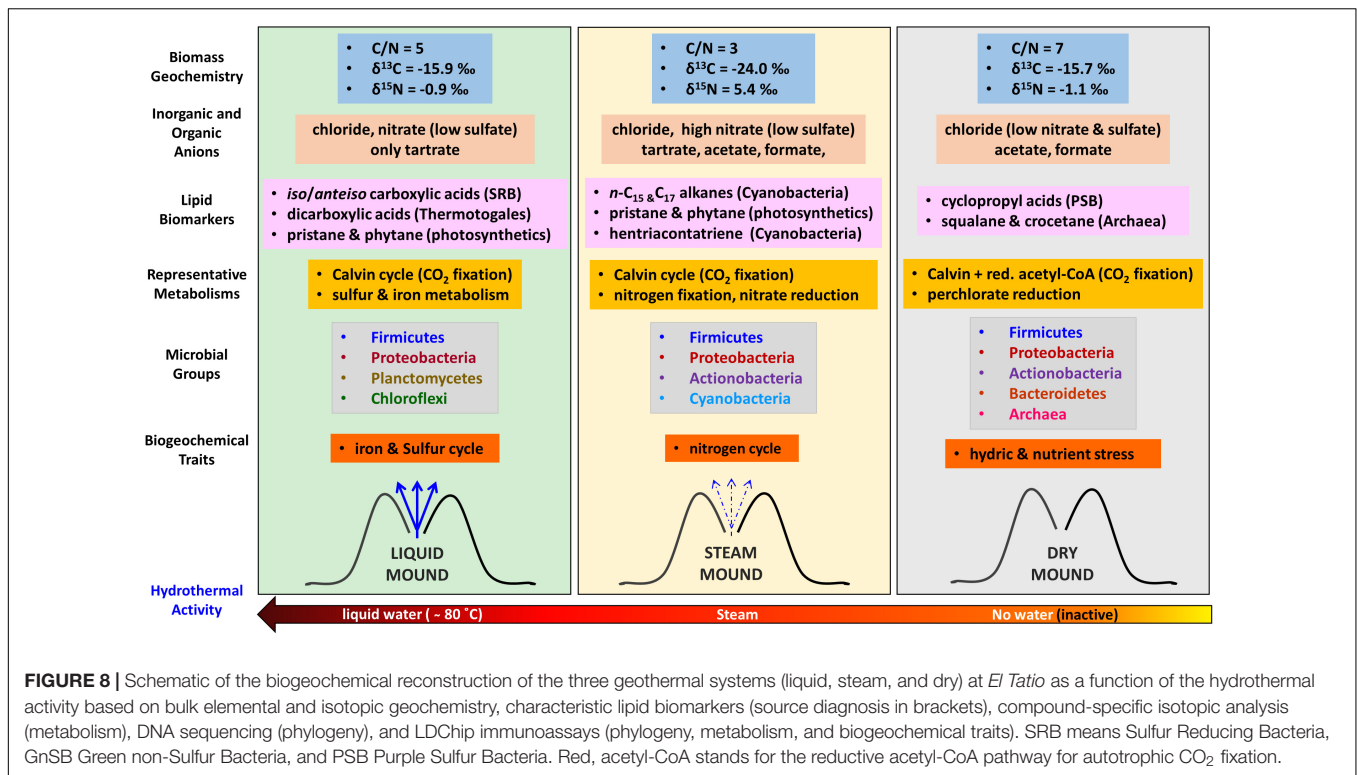 Biomass
Geochemistry
• C/N = 5
• δ¹³C = -15.9 ‰
• δ¹⁵N = -0.9 ‰
• C/N = 3
• δ¹³C = -24.0 ‰
• δ¹⁵N = 5.4 ‰
• C/N = 7
• δ¹³C = -15.7 ‰
• δ¹⁵N = -1.1 ‰
Inorganic and
Organic
Anions
chloride, nitrate (low sulfate)
only tartrate
chloride, high nitrate (low sulfate)
tartrate, acetate, formate,
chloride (low nitrate & sulfate)
acetate, formate
Lipid
Biomarkers
• iso/anteiso carboxylic acids (SRB)
• dicarboxylic acids (Thermotogales)
• pristane & phytane (photosynthetics)
• n-C₁₅ & C₁₇ alkanes (Cyanobacteria)
• pristane & phytane (photosynthetics)
• hentriacontatriene (Cyanobacteria)
• cyclopropyl acids (PSB)
• squalane & crocetane (Archaea)
Representative
Metabolisms
• Calvin cycle (CO₂ fixation)
• sulfur & iron metabolism
• Calvin cycle (CO₂ fixation)
• nitrogen fixation, nitrate reduction
• Calvin + red. acetyl-CoA (CO₂ fixation)
• perchlorate reduction
Microbial
Groups
• Firmicutes
• Proteobacteria
• Planctomycetes
• Chloroflexi
• Firmicutes
• Proteobacteria
• Actionobacteria
• Cyanobacteria
• Firmicutes
• Proteobacteria
• Actionobacteria
• Bacteroidetes
• Archaea
Biogeochemical
Traits
• iron & Sulfur cycle
• nitrogen cycle
• hydric & nutrient stress
LIQUID
MOUND
STEAM
MOUND
DRY
MOUND
Hydrothermal
Activity
liquid water ( ~ 80 ˚C)
Steam
No water (inactive)
FIGURE 8 | Schematic of the biogeochemical reconstruction of the three geothermal systems (liquid, steam, and dry) at El Tatio as a function of the hydrothermal
activity based on bulk elemental and isotopic geochemistry, characteristic lipid biomarkers (source diagnosis in brackets), compound-specific isotopic analysis
(metabolism), DNA sequencing (phylogeny), and LDChip immunoassays (phylogeny, metabolism, and biogeochemical traits). SRB means Sulfur Reducing Bacteria,
GnSB Green non-Sulfur Bacteria, and PSB Purple Sulfur Bacteria. Red, acetyl-CoA stands for the reductive acetyl-CoA pathway for autotrophic CO₂ fixation.